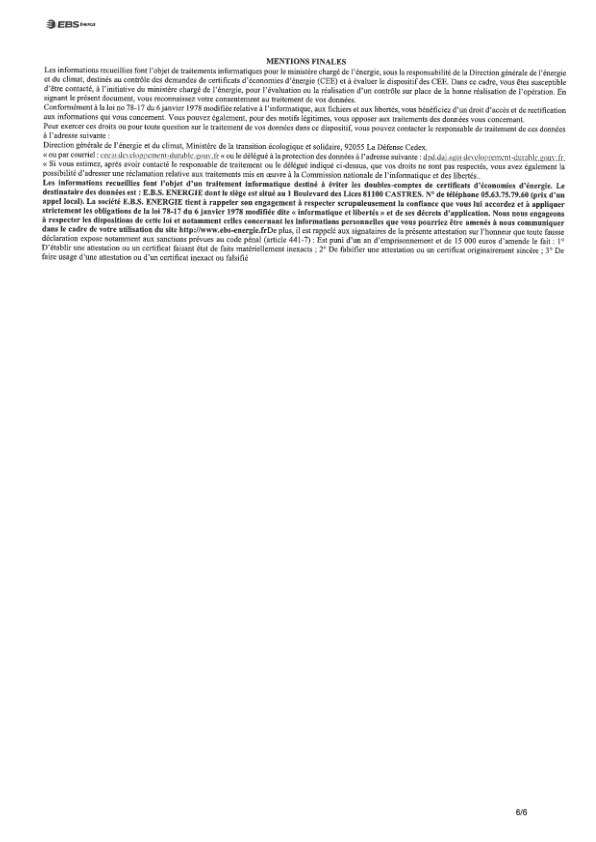 EBS ÉNERGIE
MENTIONS FINALES
Les informations recueillies font l'objet de traitements informatiques pour le ministère chargé de l'énergie, sous la responsabilité de la Direction générale de l'énergie
et du climat, destinés au contrôle des demandes de certificats d'économies d'énergie (CEE) et à évaluer le dispositif des CEE. Dans ce cadre, vous êtes susceptible
d'être contacté, à l'initiative du ministère chargé de l'énergie, pour l'évaluation ou la réalisation d'un contrôle sur place de la bonne réalisation de l'opération. En
signant le présent document, vous reconnaissez votre consentement au traitement de vos données.
Conformément à la loi no 78-17 du 6 janvier 1978 modifiée relative à l'informatique, aux fichiers et aux libertés, vous bénéficiez d'un droit d'accès et de rectification
aux informations qui vous concernent. Vous pouvez également, pour des motifs légitimes, vous opposer aux traitements des données vous concernant.
Pour exercer ces droits ou pour toute question sur le traitement de vos données dans ce dispositif, vous pouvez contacter le responsable de traitement de ces données
à l'adresse suivante :
Direction générale de l'énergie et du climat, Ministère de la transition écologique et solidaire, 92055 La Défense Cedex.
« ou par courriel : cee@developpement-durable.gouv.fr « ou le délégué à la protection des données à l'adresse suivante : dpd.daj.sg@developpement-durable.gouv.fr.
« Si vous estimez, après avoir contacté le responsable de traitement ou le délégué indiqué ci-dessus, que vos droits ne sont pas respectés, vous avez également la
possibilité d'adresser une réclamation relative aux traitements mis en œuvre à la Commission nationale de l'informatique et des libertés..
Les informations recueillies font l'objet d'un traitement informatique destiné à éviter les doubles-comptes de certificats d'économies d'énergie. Le
destinataire des données est : E.B.S. ENERGIE dont le siège est situé au 1 Boulevard des Lices 81100 CASTRES. N° de téléphone 05.63.75.79.60 (prix d'un
appel local). La société E.B.S. ENERGIE tient à rappeler son engagement à respecter scrupuleusement la confiance que vous lui accordez et à appliquer
strictement les obligations de la loi 78-17 du 6 janvier 1978 modifiée dite « informatique et libertés » et de ses décrets d'application. Nous nous engageons
à respecter les dispositions de cette loi et notamment celles concernant les informations personnelles que vous pourriez être amenés à nous communiquer
dans le cadre de votre utilisation du site http://www.ebs-energie.frDe plus, il est rappelé aux signataires de la présente attestation sur l'honneur que toute fausse
déclaration expose notamment aux sanctions prévues au code pénal (article 441-7) : Est puni d'un an d'emprisonnement et de 15 000 euros d'amende le fait : 1°
D'établir une attestation ou un certificat faisant état de faits matériellement inexacts ; 2° De falsifier une attestation ou un certificat originairement sincère ; 3° De
faire usage d'une attestation ou d'un certificat inexact ou falsifié
6/6